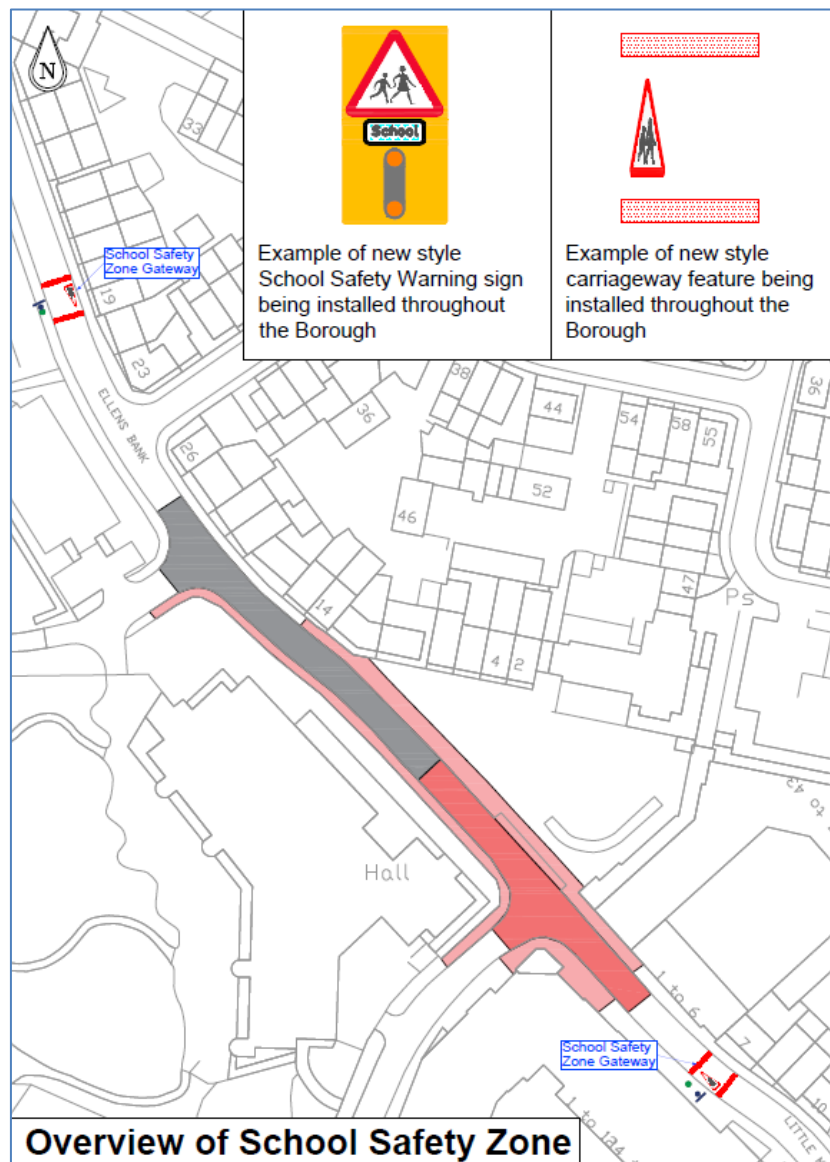 N
School
Example of new style
School Safety Warning sign
being installed throughout
the Borough
Example of new style
carriageway feature being
installed throughout the
Borough
33
School Safety
Zone Gateway
19
23
ELLENS BANK
26
36
38
44
54
58
55
36
52
46
47
PS
14
4
2
to 43
Hall
1 to 6
7
School Safety
Zone Gateway
10
1 to 124
LITTLE
Overview of School Safety Zone